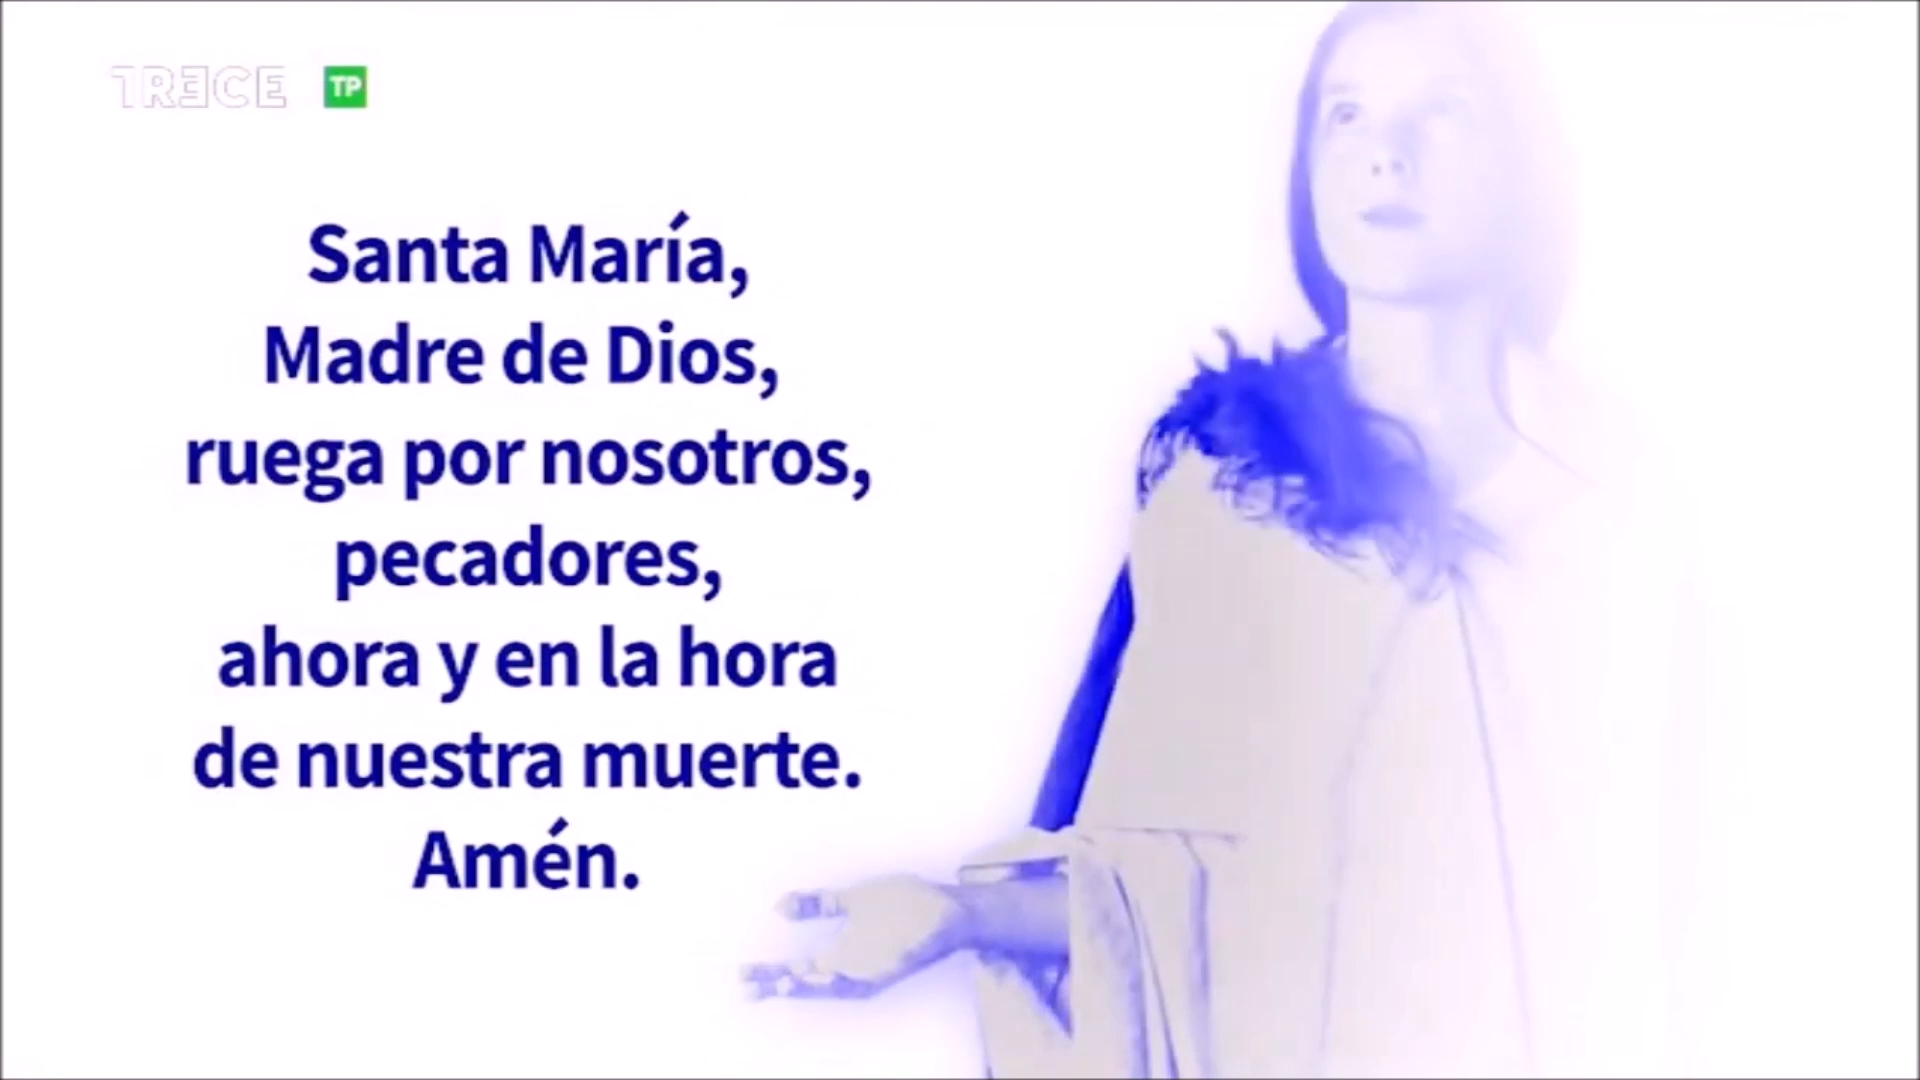 TRECE TP
Santa María,
Madre de Dios,
ruega por nosotros,
pecadores,
ahora y en la hora
de nuestra muerte.
Amén.